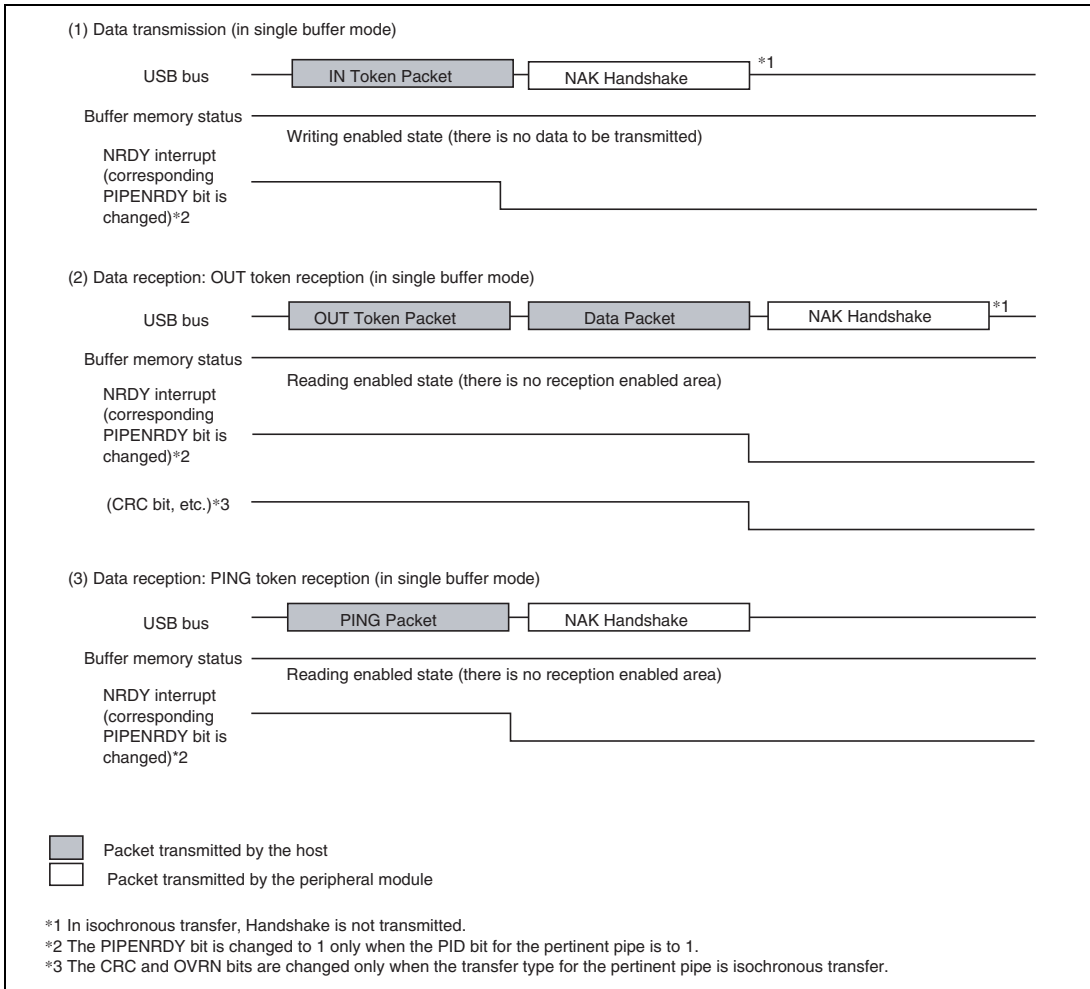 (1) Data transmission (in single buffer mode)
USB bus
IN Token Packet
NAK Handshake
*1
Buffer memory status
Writing enabled state (there is no data to be transmitted)
NRDY interrupt
(corresponding
PIPENRDY bit is
changed)*2
(2) Data reception: OUT token reception (in single buffer mode)
USB bus
OUT Token Packet
Data Packet
NAK Handshake
*1
Buffer memory status
Reading enabled state (there is no reception enabled area)
NRDY interrupt
(corresponding
PIPENRDY bit is
changed)*2
(CRC bit, etc.)*3
(3) Data reception: PING token reception (in single buffer mode)
USB bus
PING Packet
NAK Handshake
Buffer memory status
Reading enabled state (there is no reception enabled area)
NRDY interrupt
(corresponding
PIPENRDY bit is
changed)*2
Packet transmitted by the host
Packet transmitted by the peripheral module
*1 In isochronous transfer, Handshake is not transmitted.
*2 The PIPENRDY bit is changed to 1 only when the PID bit for the pertinent pipe is to 1.
*3 The CRC and OVRN bits are changed only when the transfer type for the pertinent pipe is isochronous transfer.